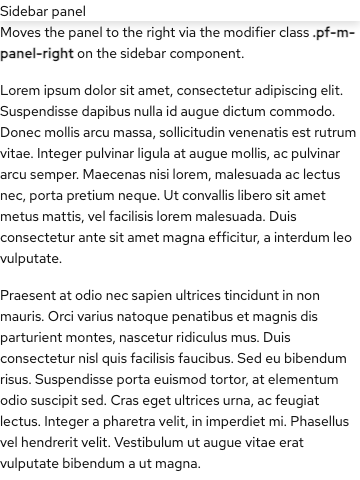 Sidebar panel
Moves the panel to the right via the modifier class .pf-m-
panel-right on the sidebar component.
Lorem ipsum dolor sit amet, consectetur adipiscing elit.
Suspendisse dapibus nulla id augue dictum commodo.
Donec mollis arcu massa, sollicitudin venenatis est rutrum
vitae. Integer pulvinar ligula at augue mollis, ac pulvinar
arcu semper. Maecenas nisi lorem, malesuada ac lectus
nec, porta pretium neque. Ut convallis libero sit amet
metus mattis, vel facilisis lorem malesuada. Duis
consectetur ante sit amet magna efficitur, a interdum leo
vulputate.
Praesent at odio nec sapien ultrices tincidunt in non
mauris. Orci varius natoque penatibus et magnis dis
parturient montes, nascetur ridiculus mus. Duis
consectetur nisl quis facilisis faucibus. Sed eu bibendum
risus. Suspendisse porta euismod tortor, at elementum
odio suscipit sed. Cras eget ultrices urna, ac feugiat
lectus. Integer a pharetra velit, in imperdiet mi. Phasellus
vel hendrerit velit. Vestibulum ut augue vitae erat
vulputate bibendum a ut magna.